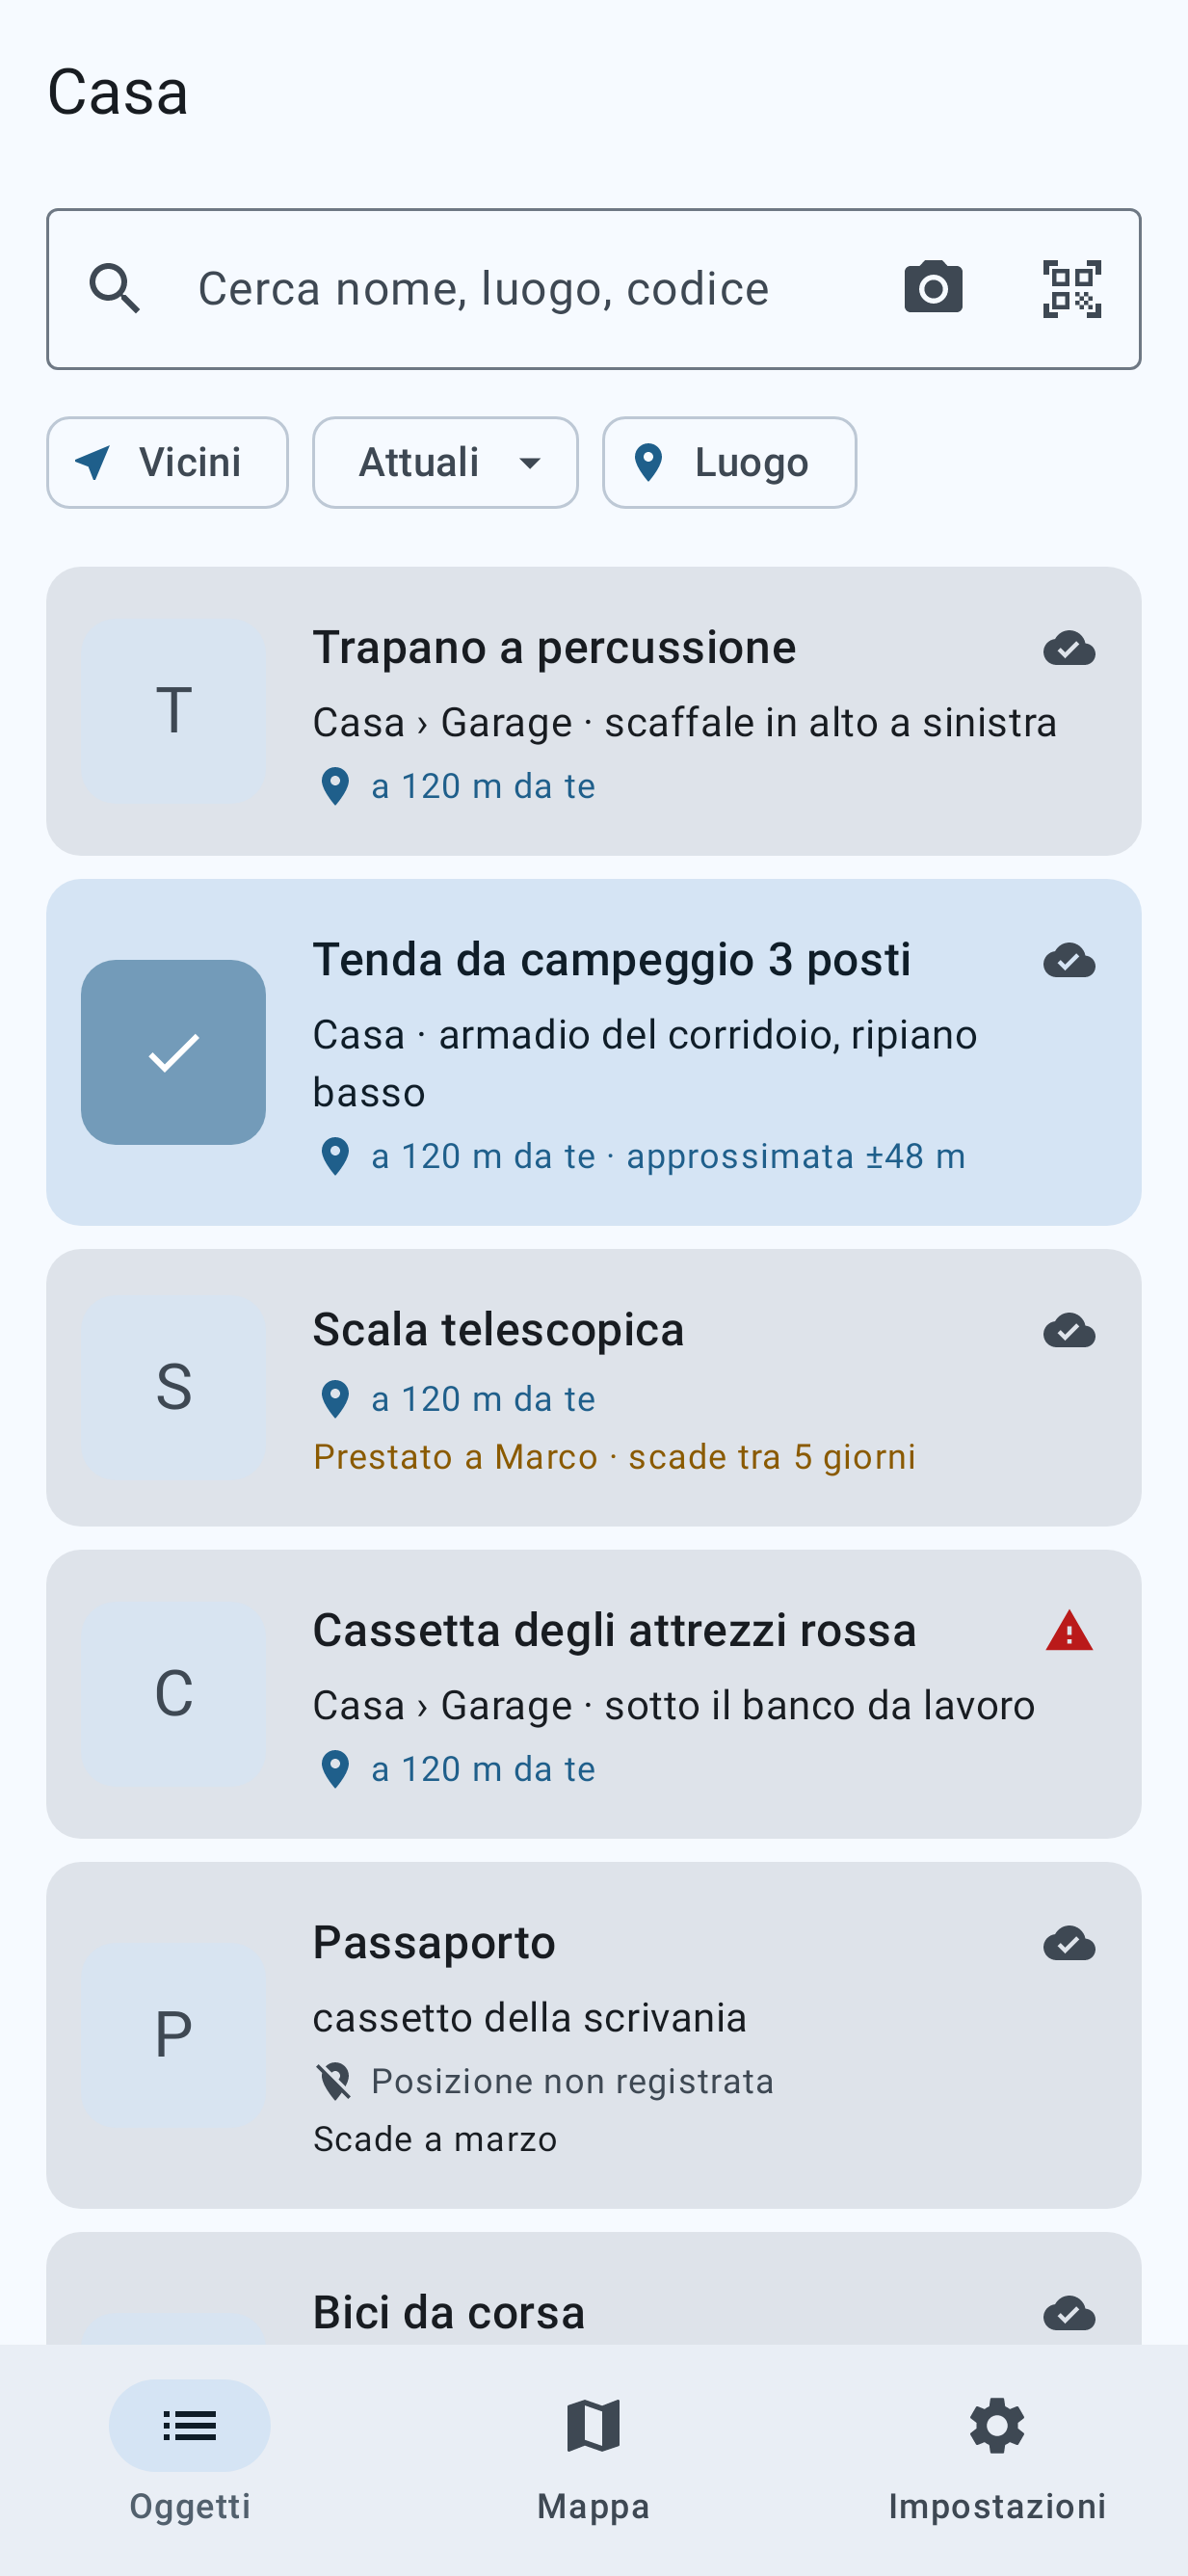 Casa
Cerca nome, luogo, codice
Vicini
Attuali
Luogo
T
Trapano a percussione
Casa › Garage · scaffale in alto a sinistra
a 120 m da te
Tenda da campeggio 3 posti
Casa · armadio del corridoio, ripiano
basso
a 120 m da te · approssimata ±48 m
S
Scala telescopica
a 120 m da te
Prestato a Marco · scade tra 5 giorni
C
Cassetta degli attrezzi rossa
Casa › Garage · sotto il banco da lavoro
a 120 m da te
P
Passaporto
cassetto della scrivania
Posizione non registrata
Scade a marzo
Bici da corsa
Oggetti
Mappa
Impostazioni